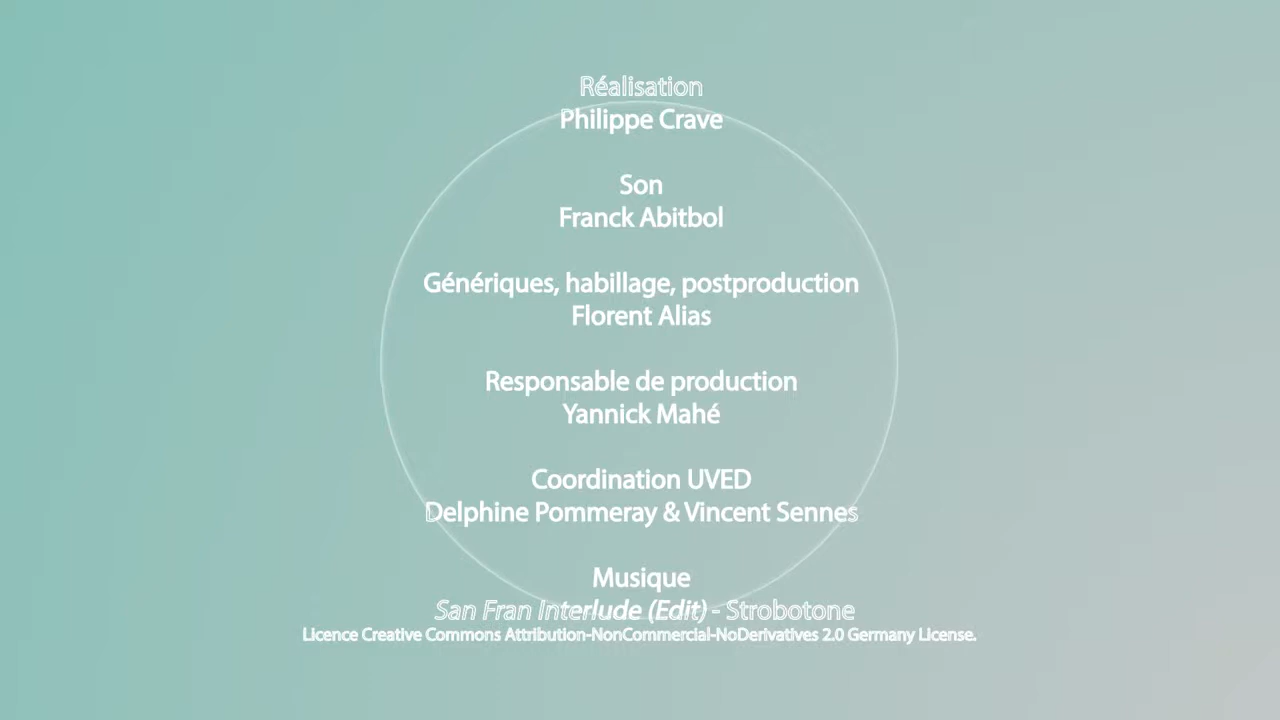 Réalisation
Philippe Crave
Son
Franck Abitbol
Génériques, habillage, postproduction
Florent Alias
Responsable de production
Yannick Mahé
Coordination UVED
Delphine Pommeray & Vincent Sennes
Musique
San Fran Interlude (Edit) - Strobotone
Licence Creative Commons Attribution-NonCommercial-NoDerivatives 2.0 Germany License.